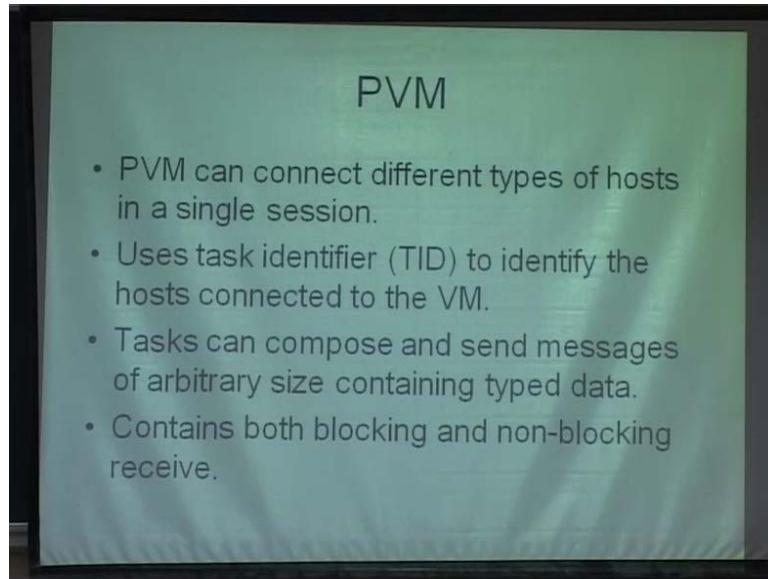 PVM
• PVM can connect different types of hosts
in a single session.
• Uses task identifier (TID) to identify the
hosts connected to the VM.
• Tasks can compose and send messages
of arbitrary size containing typed data.
• Contains both blocking and non-blocking
receive.